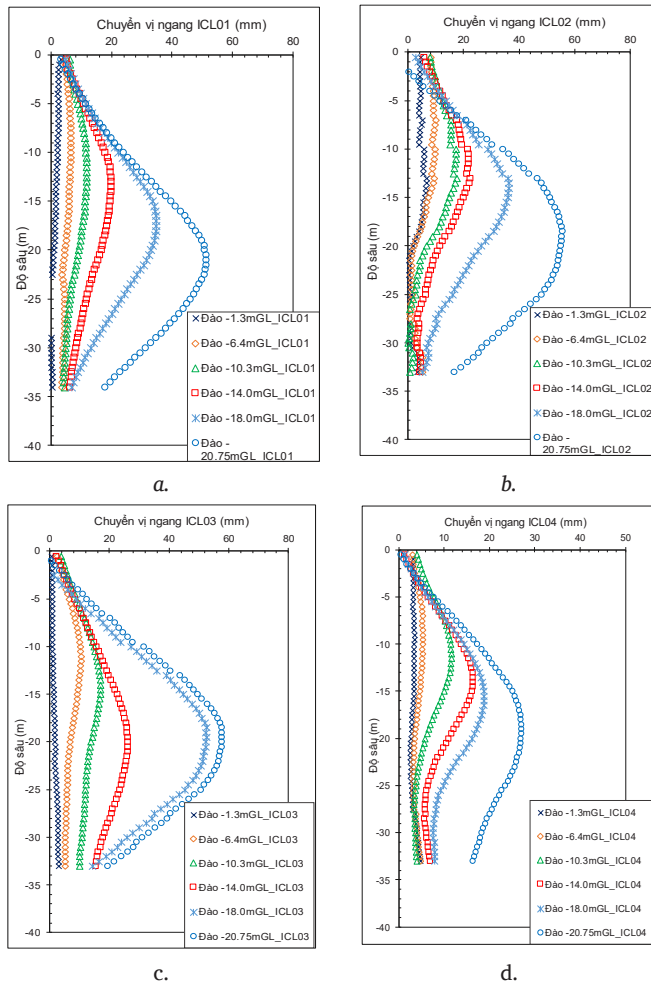 Chuyển vị ngang ICL01 (mm)
0 20 40 60 80
0
-5
-10
-15
-20
-25
-30
-35
-40
Độ sâu (m)
Đào -1.3mGL_ICL01
Đào -6.4mGL_ICL01
Đào -10.3mGL_ICL01
Đào -14.0mGL_ICL01
Đào -18.0mGL_ICL01
Đào -
20.75mGL_ICL01
a.
Chuyển vị ngang ICL02 (mm)
0 20 40 60 80
0
-5
-10
-15
-20
-25
-30
-35
-40
Độ sâu (m)
Đào -1.3mGL_ICL02
Đào -6.4mGL_ICL02
Đào -10.3mGL_ICL02
Đào -14.0mGL_ICL02
Đào -18.0mGL_ICL02
Đào -
20.75mGL_ICL02
b.
Chuyển vị ngang ICL03 (mm)
0 20 40 60 80
0
-5
-10
-15
-20
-25
-30
-35
-40
Độ sâu (m)
Đào -1.3mGL_ICL03
Đào -6.4mGL_ICL03
Đào -10.3mGL_ICL03
Đào -14.0mGL_ICL03
Đào -18.0mGL_ICL03
Đào -20.75mGL_ICL03
c.
Chuyển vị ngang ICL04 (mm)
0 10 20 30 40 50
0
-5
-10
-15
-20
-25
-30
-35
-40
Độ sâu (m)
Đào -1.3mGL_ICL04
Đào -6.4mGL_ICL04
Đào -10.3mGL_ICL04
Đào -14.0mGL_ICL04
Đào -18.0mGL_ICL04
Đào -20.75mGL_ICL04
d.